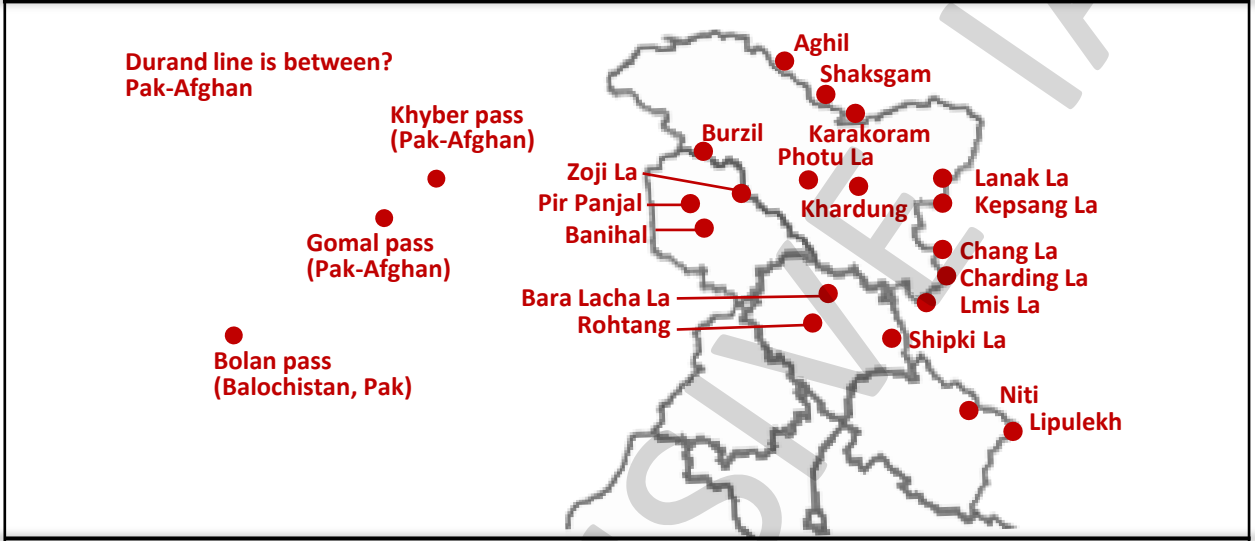 Durand line is between?
Pak-Afghan
Khyber pass
(Pak-Afghan)
Gomal pass
(Pak-Afghan)
Bolan pass
(Balochistan, Pak)
Aghil
Shaksgam
Karakoram
Burzil
Photu La
Zoji La
Khardung
Pir Panjal
Banihal
Lanak La
Kepsang La
Chang La
Charding La
Lmis La
Bara Lacha La
Rohtang
Shipki La
Niti
Lipulekh